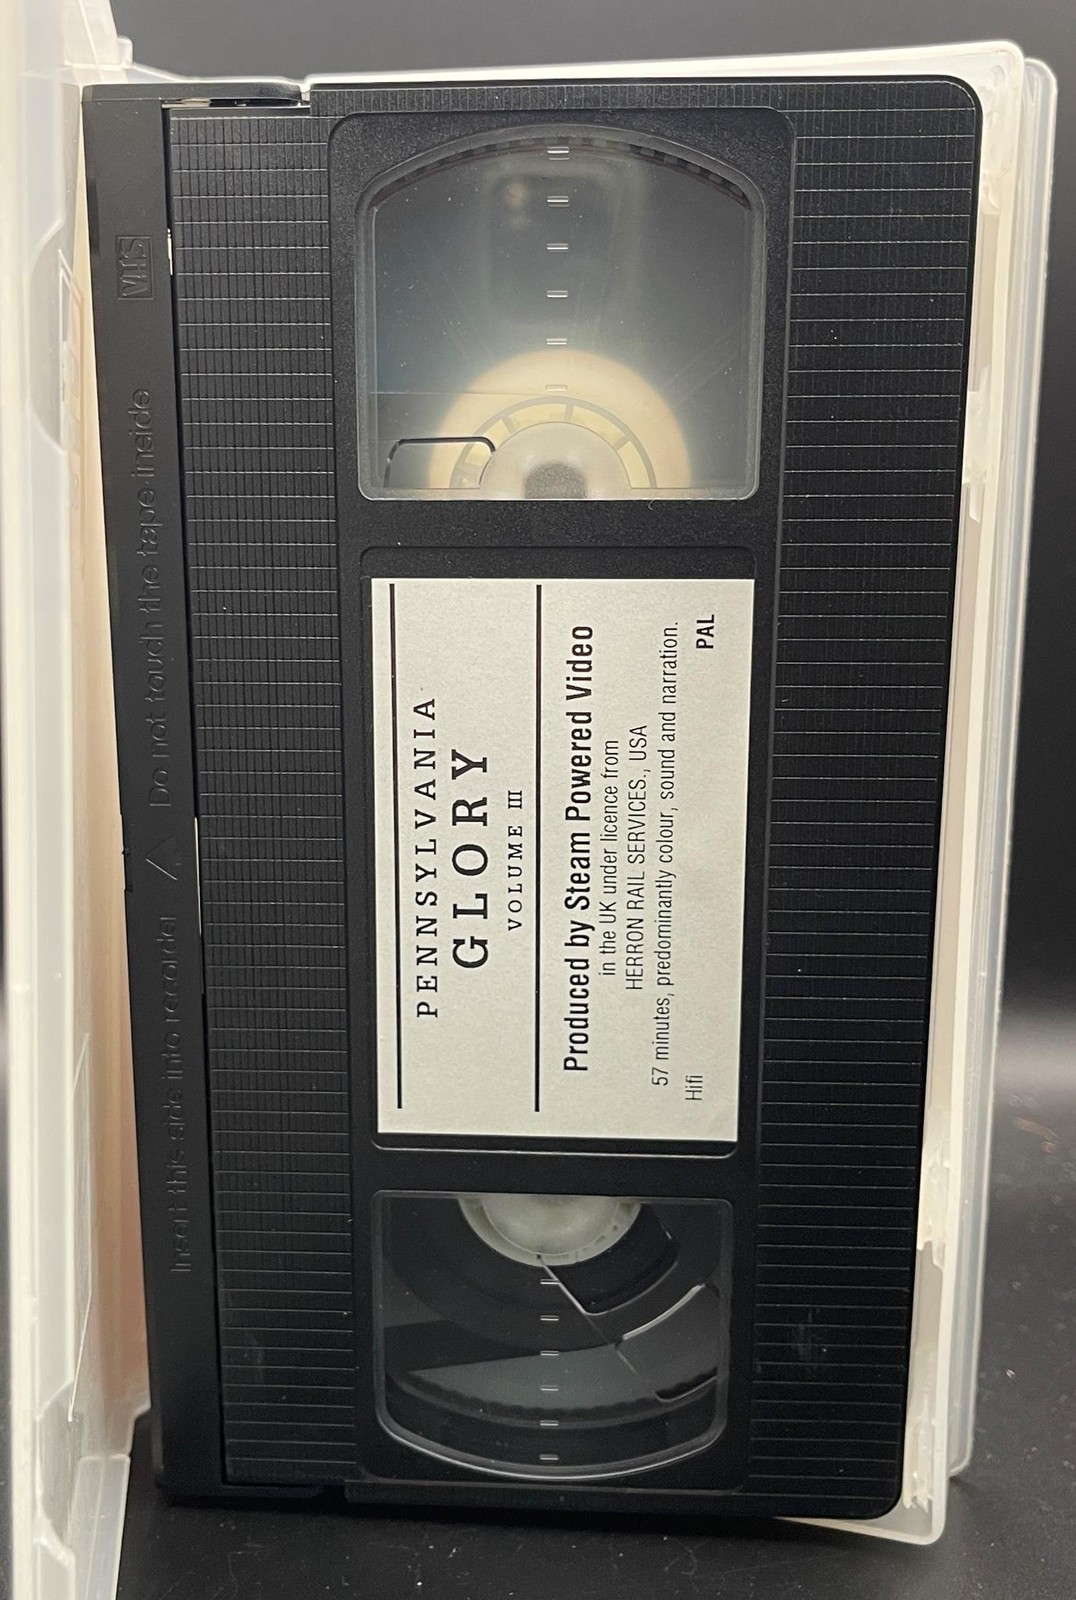 VHS
Insert this side into recorder △ Do not touch the tape inside
PENNSYLVANIA
GLORY
VOLUME III
Produced by Steam Powered Video
in the UK under licence from
HERRON RAIL SERVICES., USA
57 minutes, predominantly colour, sound and narration.
Hifi PAL